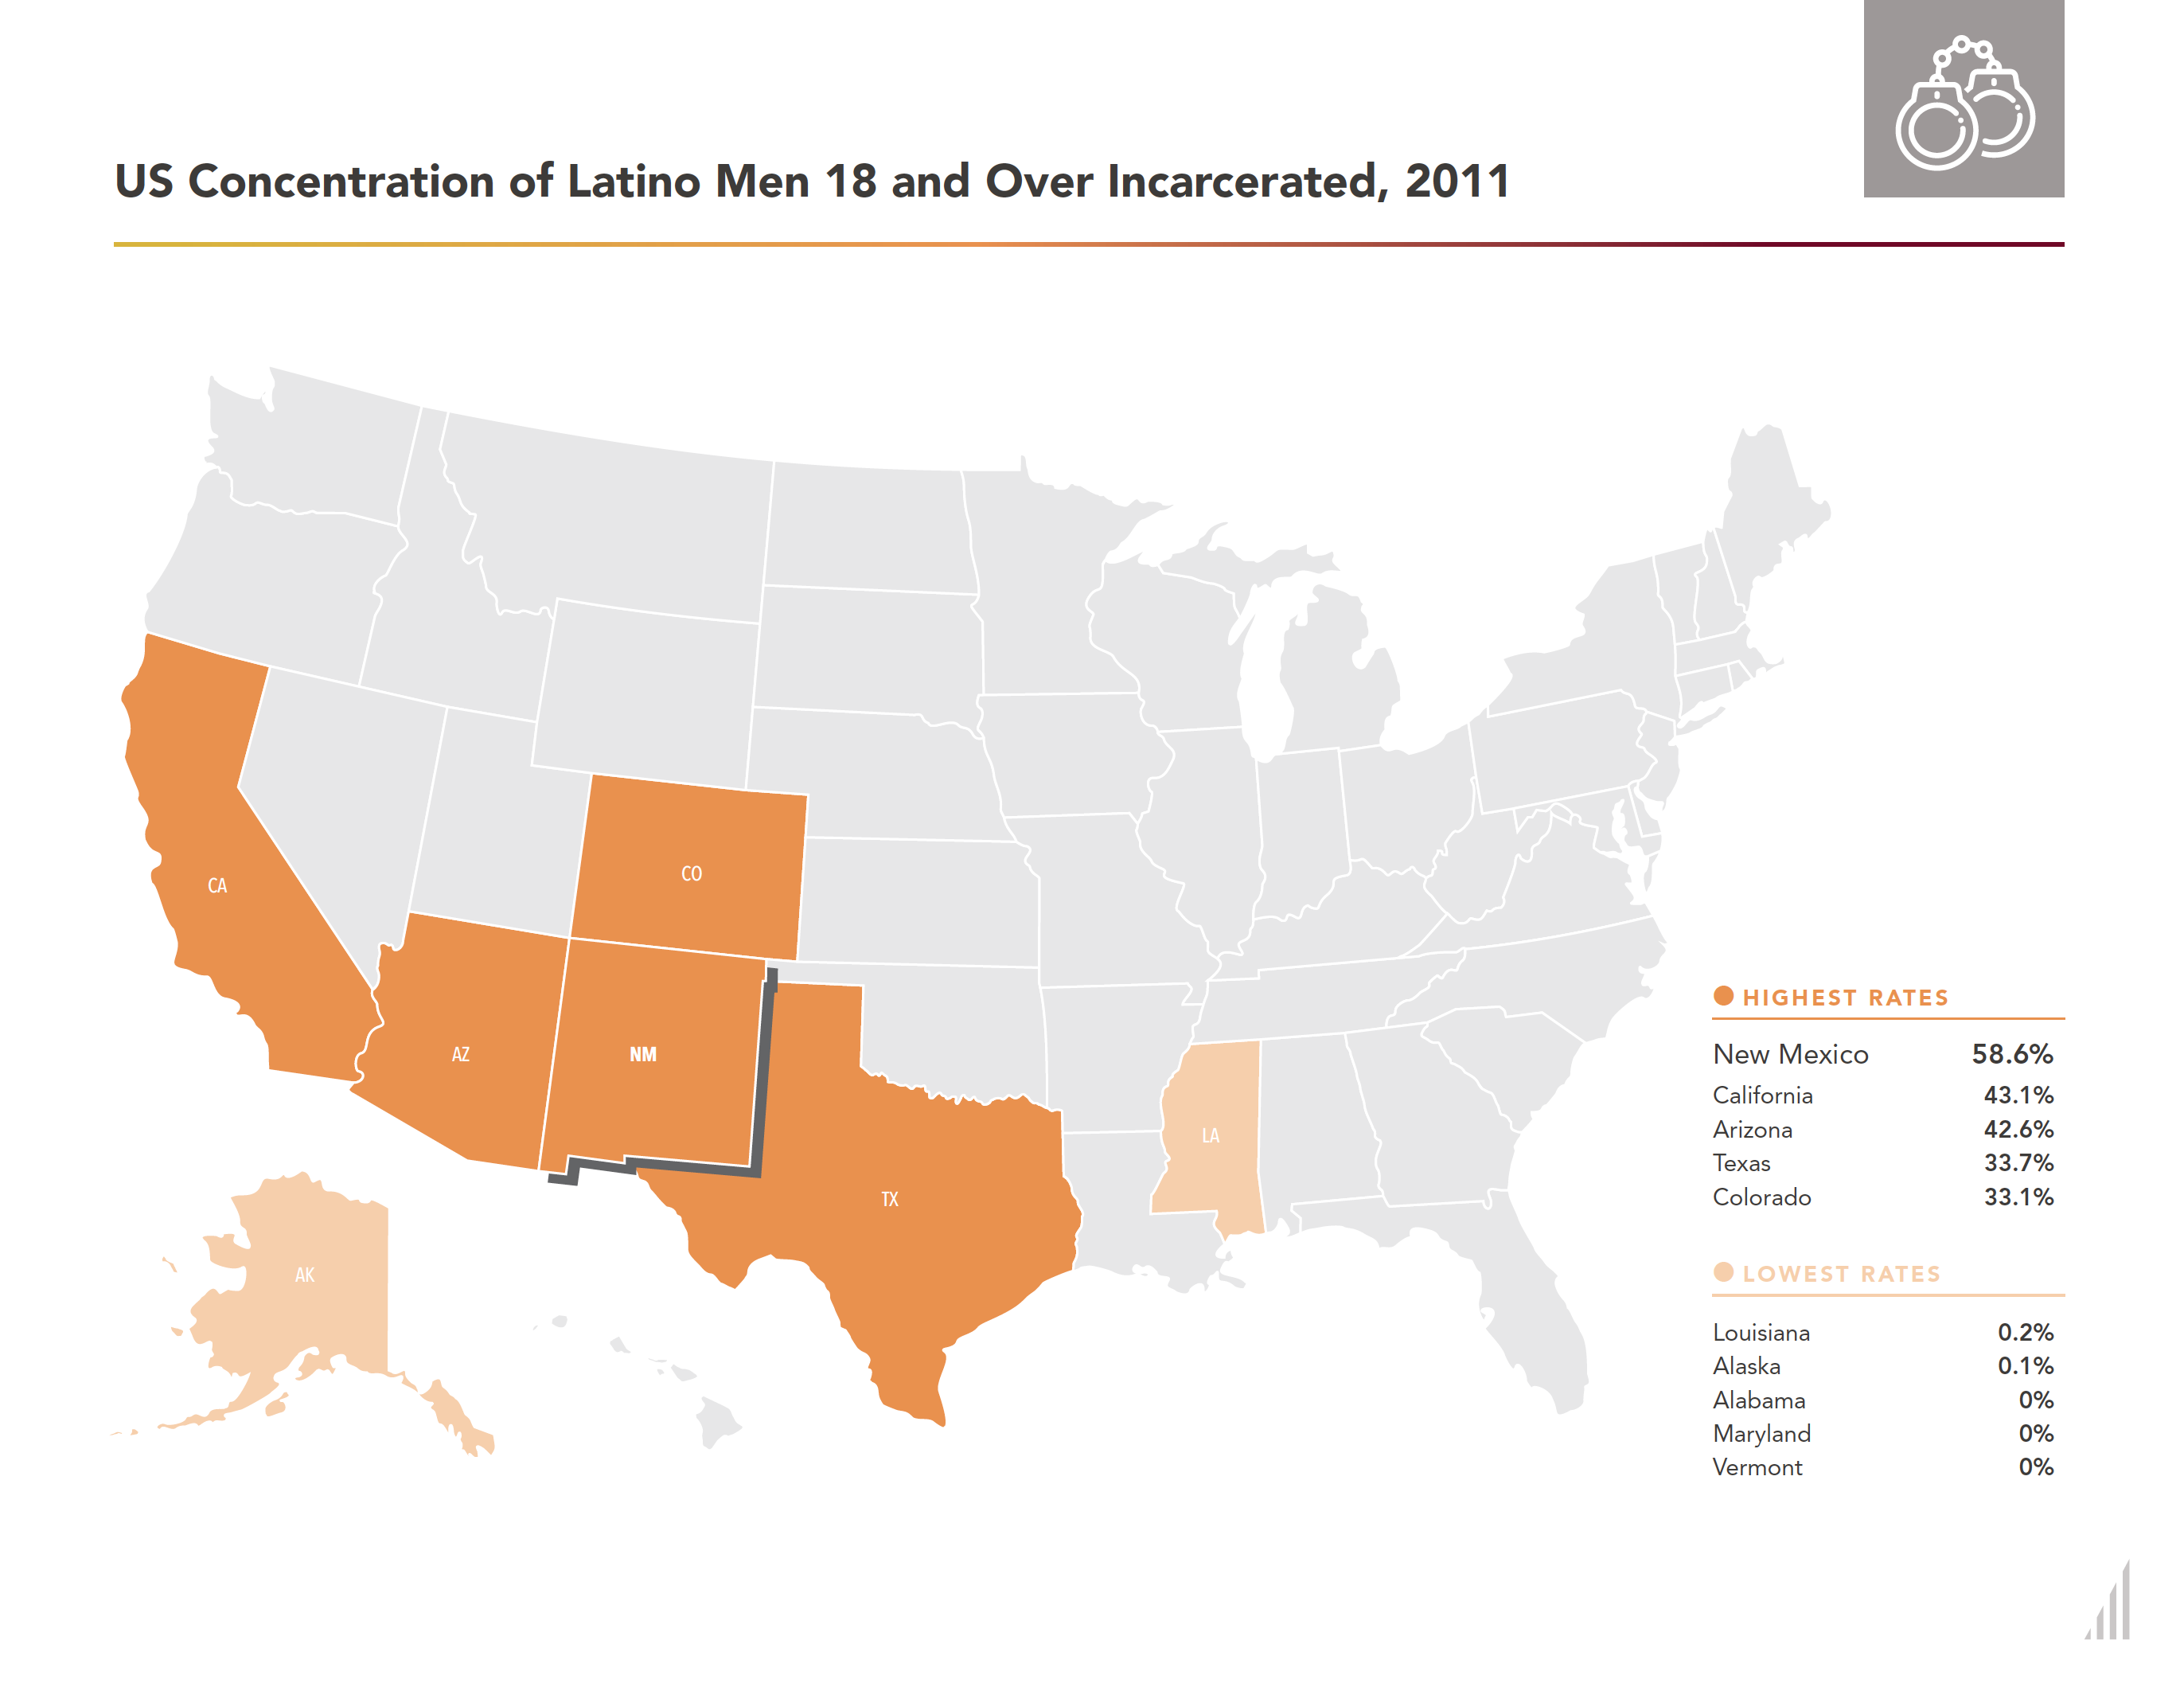 US Concentration of Latino Men 18 and Over Incarcerated, 2011
CA
CO
AZ
NM
TX
LA
AK
HIGHEST RATES
New Mexico 58.6%
California 43.1%
Arizona 42.6%
Texas 33.7%
Colorado 33.1%
LOWEST RATES
Louisiana 0.2%
Alaska 0.1%
Alabama 0%
Maryland 0%
Vermont 0%